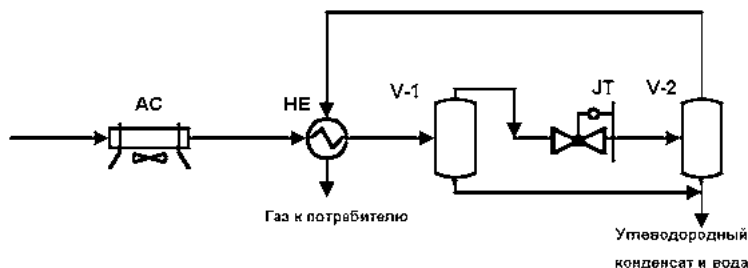 AC
HE
V-1
JT
V-2
Газ к потребителю
Углеводородный
конденсат и вода